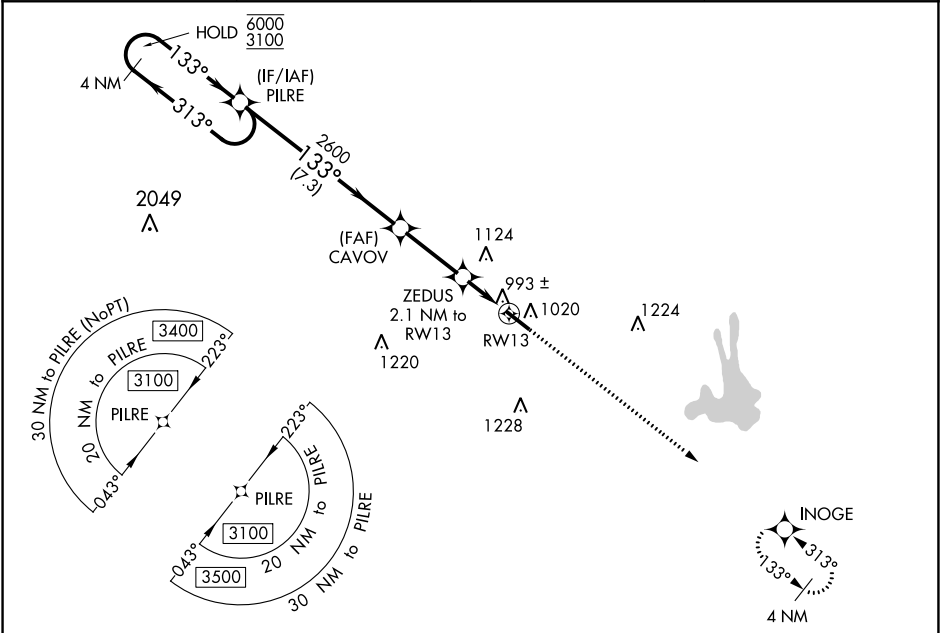 HOLD 6000
3100
133°
4 NM
313°
(IF/IAF)
PILRE
2600
133°
(7.3)
2049
(FAF)
CAVOV
1124
ZEDUS
2.1 NM to
RW13
993 ±
1020
RW13
1224
1220
1228
30 NM to PILRE (NoPT)
3400
223°
20 NM to PILRE
3100
PILRE
043°
223°
PILRE
3100
20 NM to PILRE
043°
3500
30 NM to PILRE
INOGE
313°
133°
4 NM